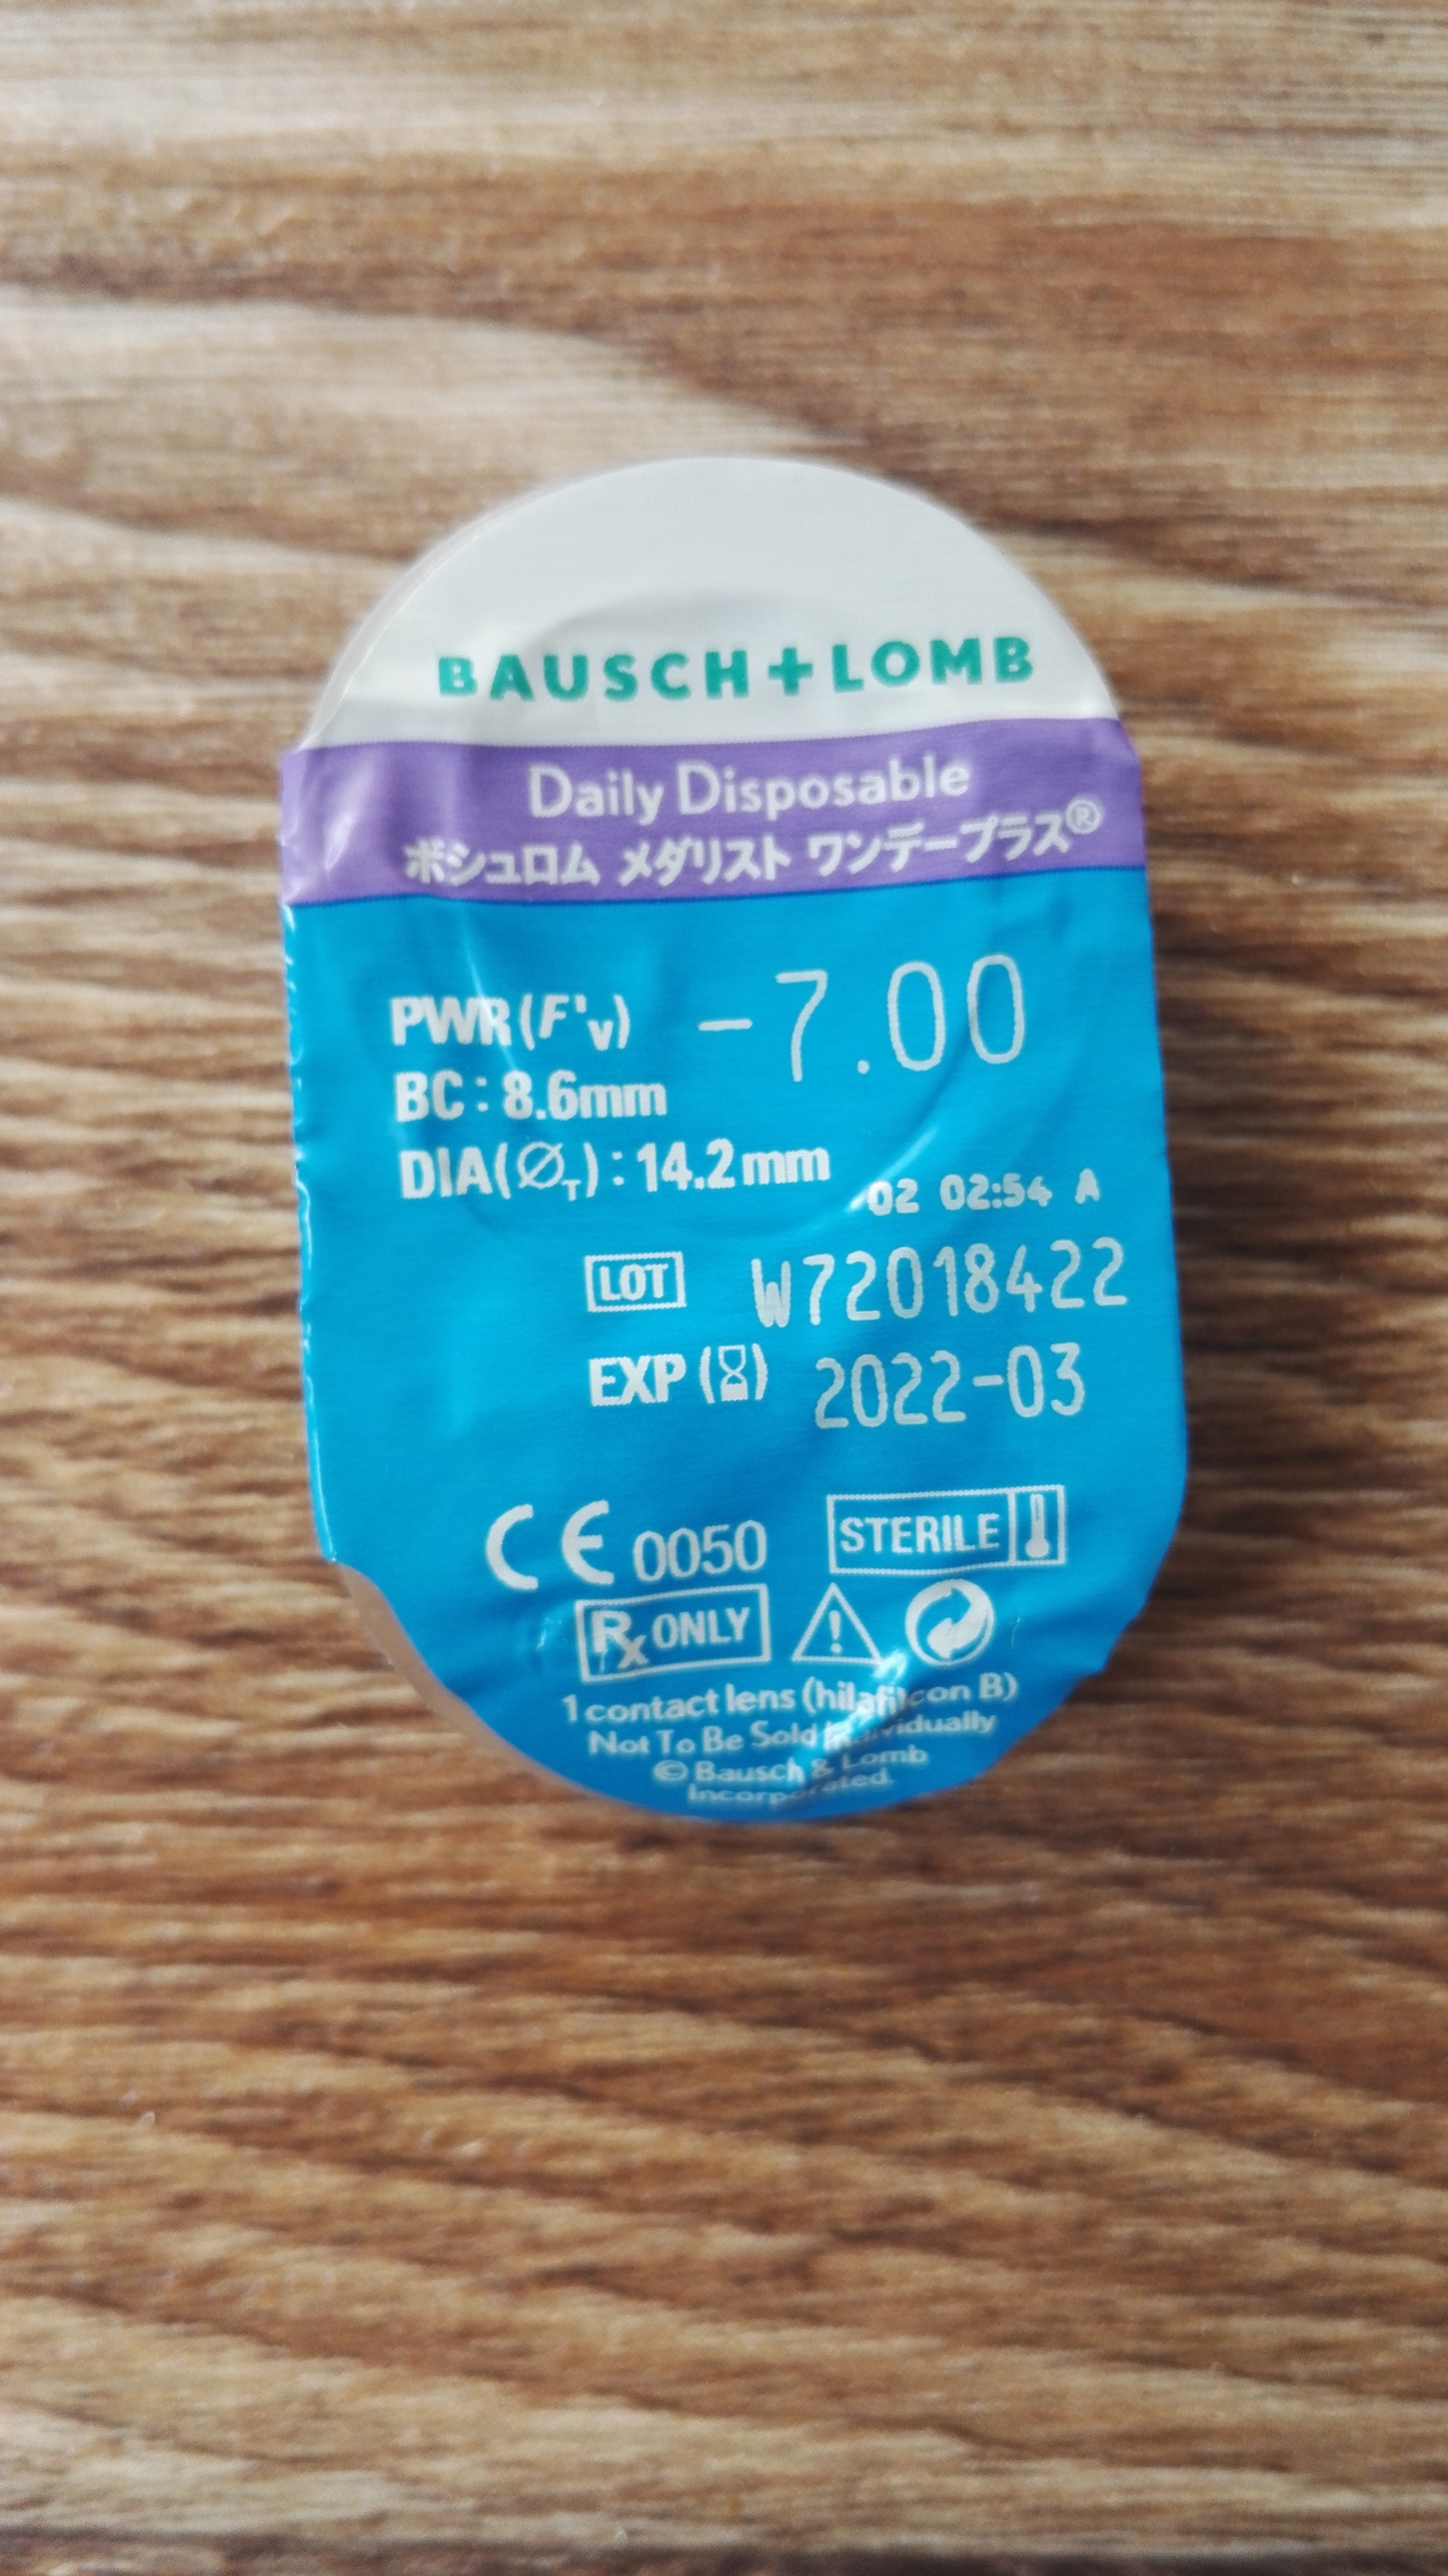 BAUSCH+LOMB
Daily Disposable
ボシュロム メダリスト ワンデープラス®
PWR(F'v) -7.00
BC: 8.6mm
DIA(∅T): 14.2mm
02 02:54 A
LOT W72018422
EXP 2022-03
CE 0050 STERILE
Rx ONLY
1 contact lens (hilafilcon B)
Not To Be Sold Individually
© Bausch & Lomb
Incorporated.